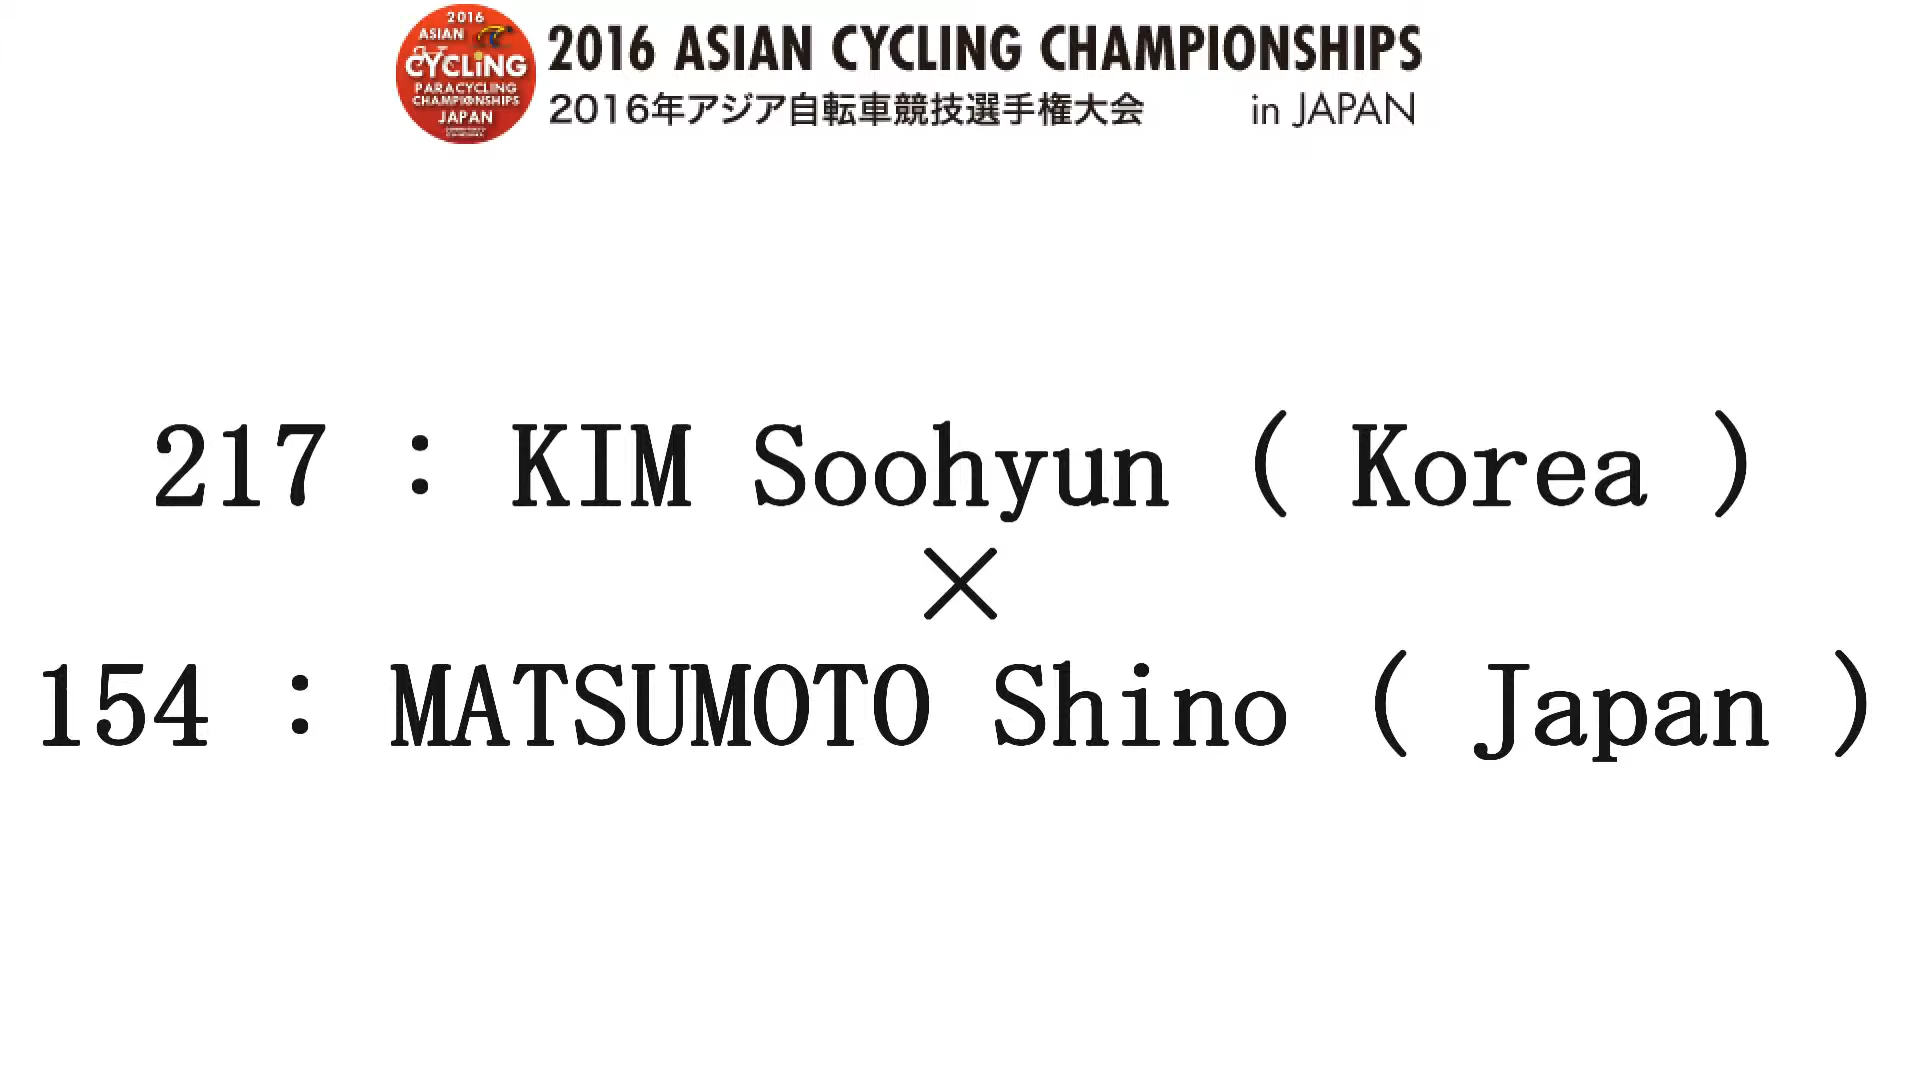 2016
ASIAN
CYCLING
PARACYCLING
CHAMPIONSHIPS
JAPAN
2016 ASIAN CYCLING CHAMPIONSHIPS
2016年アジア自転車競技選手権大会 in JAPAN
217 : KIM Soohyun ( Korea )
×
154 : MATSUMOTO Shino ( Japan )